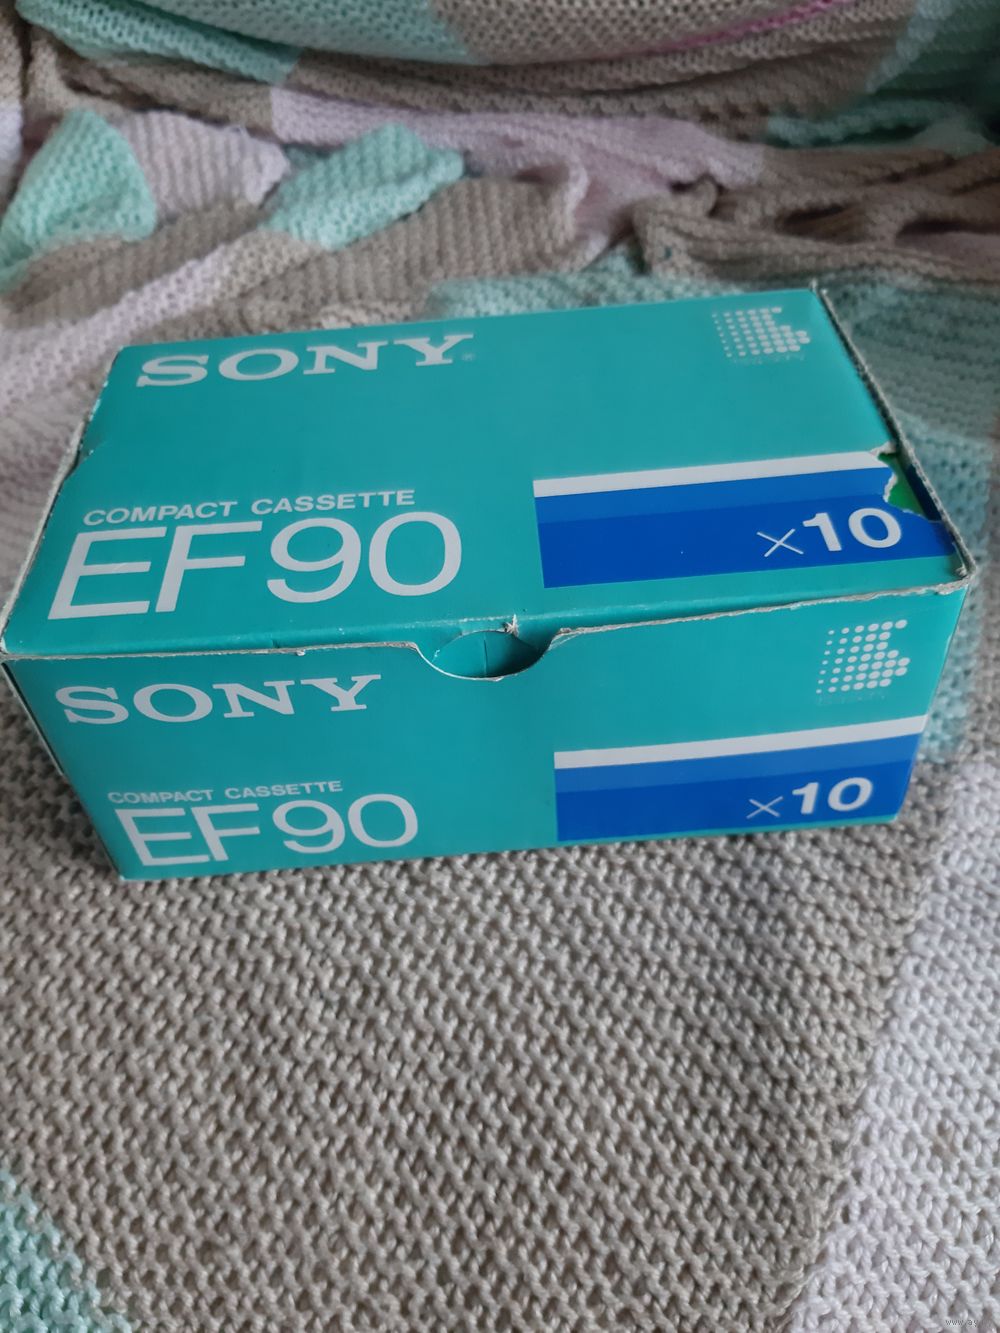 SONY®
COMPACT CASSETTE
EF90
×10
SONY
COMPACT CASSETTE
EF90
×10